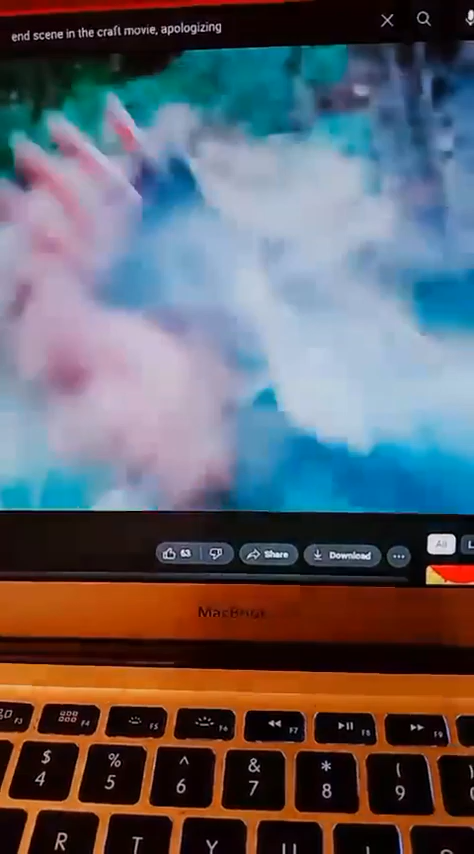 end scene in the craft movie, apologizing
63
Share
Download
All
MacBook
F3 F4 F5 F6 F7 F8 F9
$ % ^ & * (
4 5 6 7 8 9
R T Y U